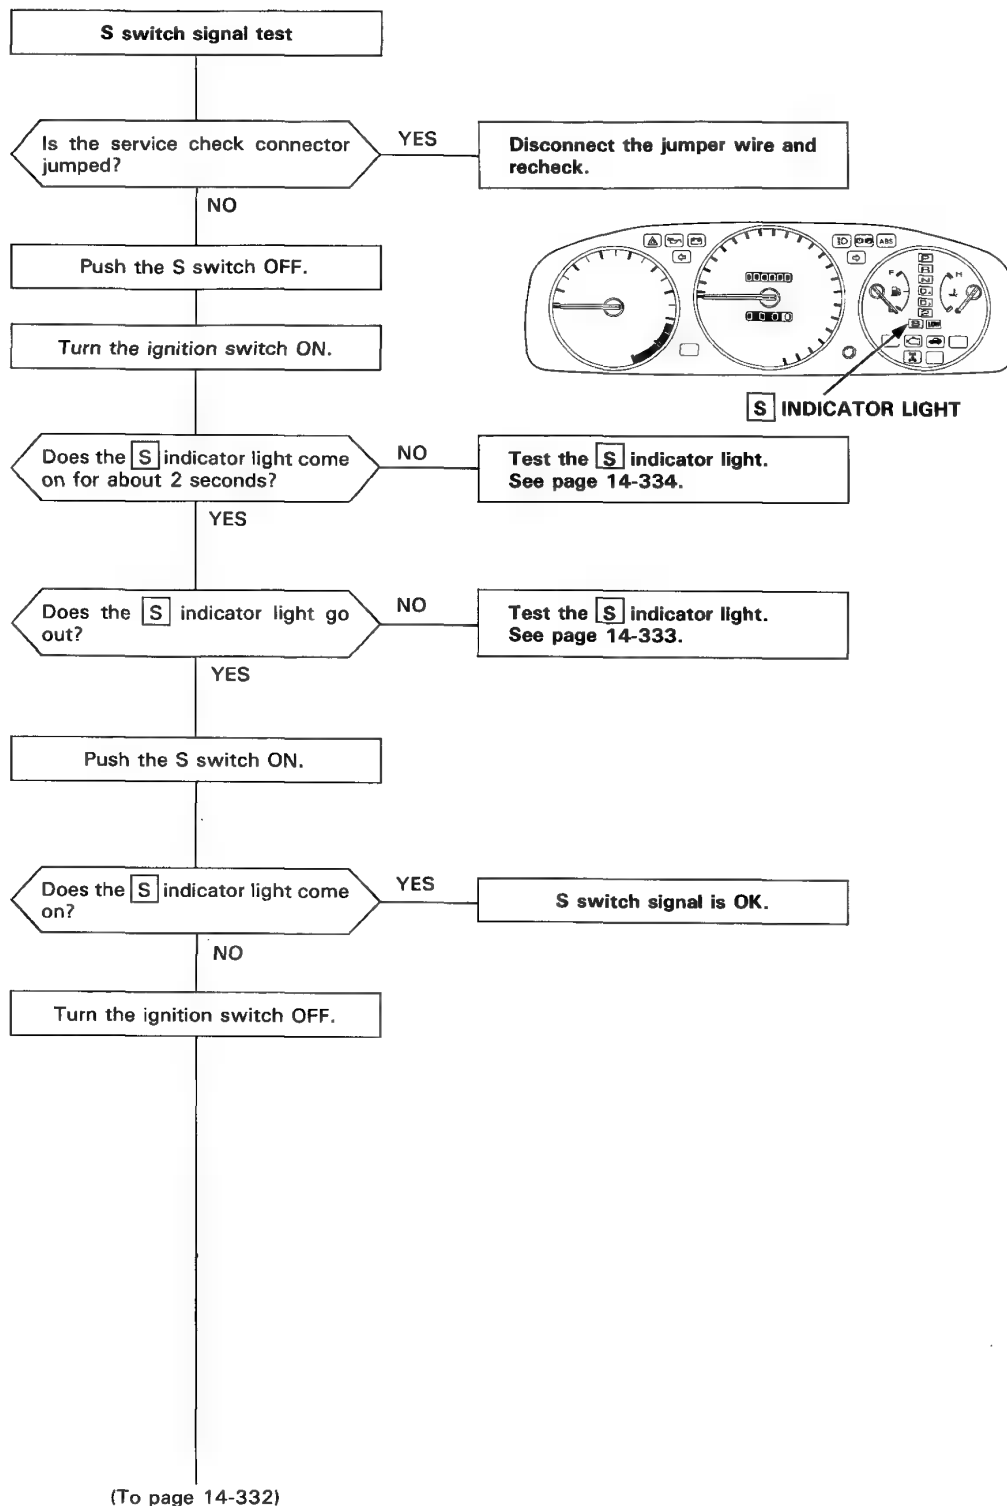 S switch signal test
Is the service check connector
jumped?
YES
Disconnect the jumper wire and
recheck.
NO
Push the S switch OFF.
Turn the ignition switch ON.
S INDICATOR LIGHT
Does the S indicator light come
on for about 2 seconds?
NO
Test the S indicator light.
See page 14-334.
YES
Does the S indicator light go
out?
NO
Test the S indicator light.
See page 14-333.
YES
Push the S switch ON.
Does the S indicator light come
on?
YES
S switch signal is OK.
NO
Turn the ignition switch OFF.
(To page 14-332)